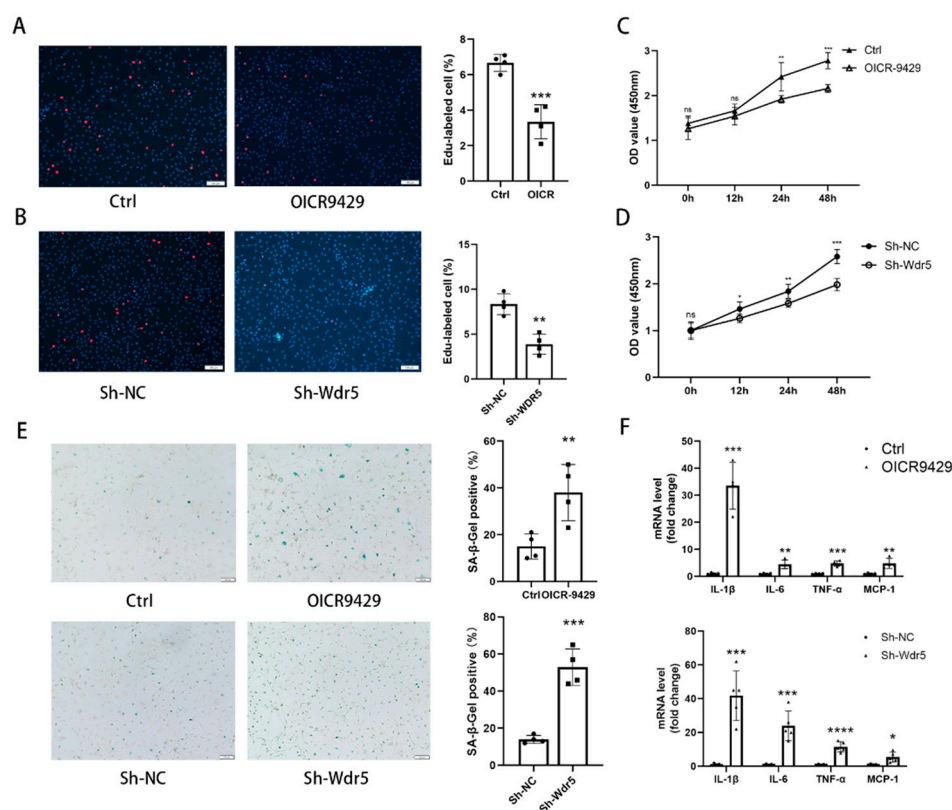 A
Ctrl
OICR9429
Edu-labeled cell (%)
8
6
4
2
0
***
Ctrl
OICR
B
Sh-NC
Sh-Wdr5
Edu-labeled cell (%)
15
10
5
0
**
Sh-NC
Sh-WDR5
C
OD value (450nm)
3
2
1
0
ns
ns
**
***
0h
12h
24h
48h
Ctrl
OICR-9429
D
OD value (450nm)
3
2
1
0
ns
*
**
***
0h
12h
24h
48h
Sh-NC
Sh-Wdr5
E
Ctrl
OICR9429
SA-β-Gel positive (%)
60
40
20
0
**
Ctrl
OICR-9429
Sh-NC
Sh-Wdr5
SA-β-Gel positive (%)
80
60
40
20
0
***
Sh-NC
Sh-Wdr5
F
mRNA level
(fold change)
50
40
30
20
10
0
***
**
***
**
IL-1β
IL-6
TNF-α
MCP-1
Ctrl
OICR9429
mRNA level
(fold change)
80
60
40
20
0
***
***
****
*
IL-1β
IL-6
TNF-α
MCP-1
Sh-NC
Sh-Wdr5